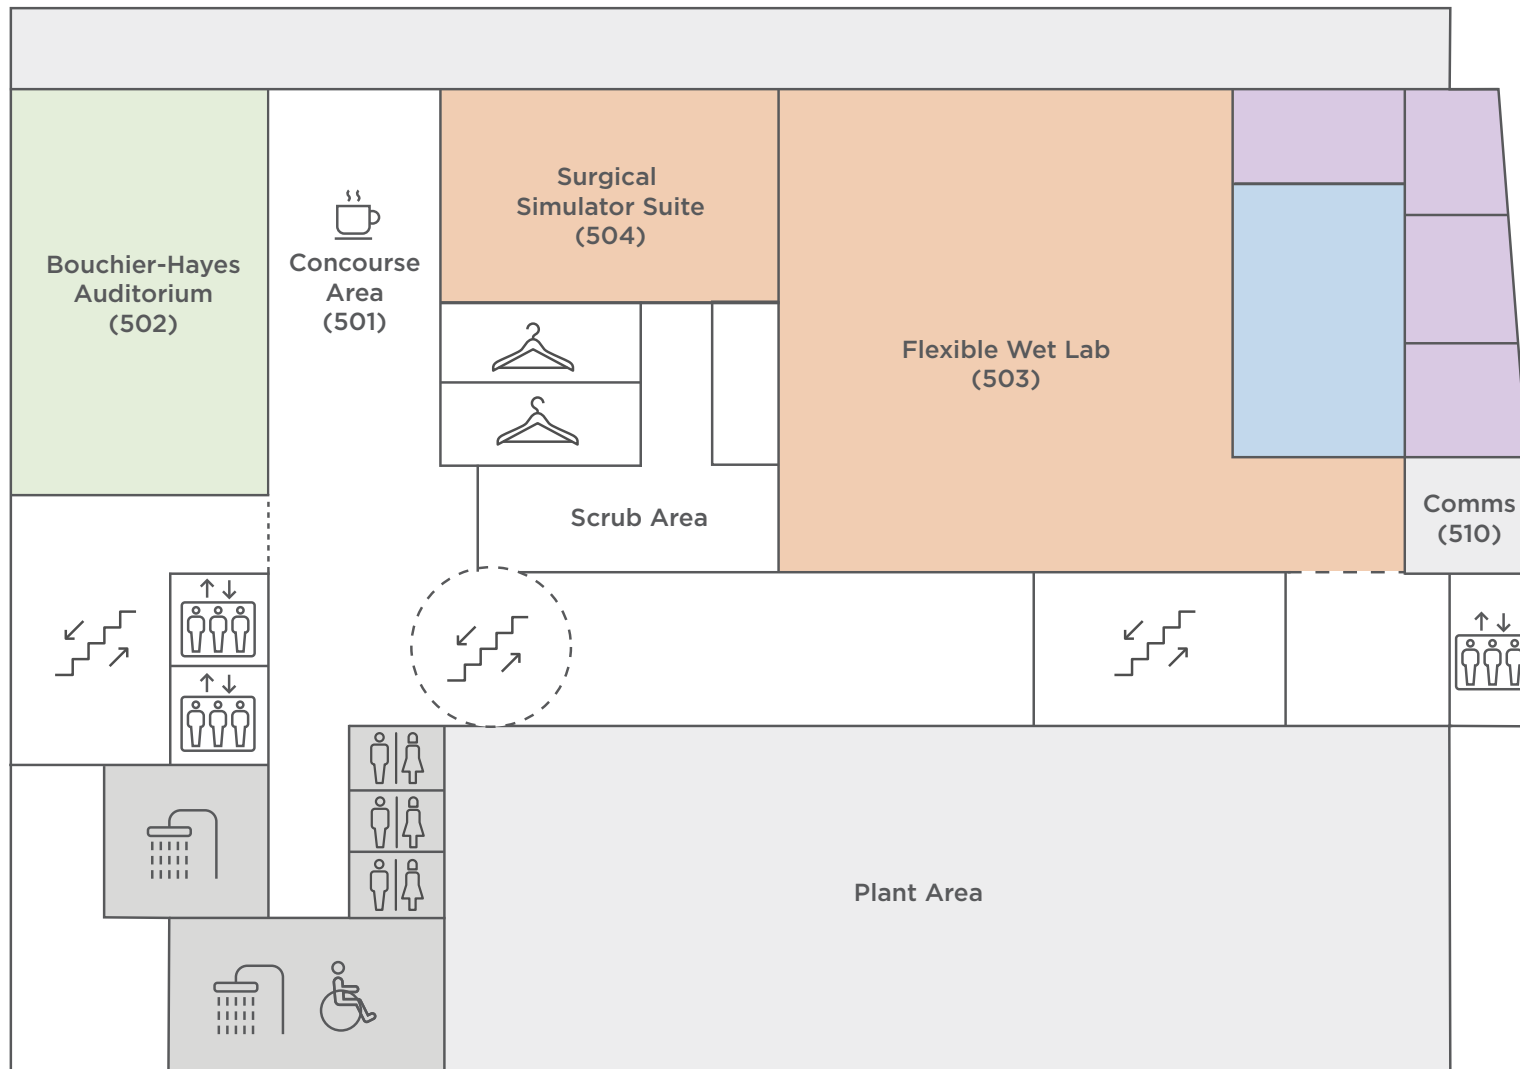 Surgical
Simulator Suite
(504)
Bouchier-Hayes
Auditorium
(502)
Concourse
Area
(501)
Flexible Wet Lab
(503)
Scrub Area
Comms
(510)
Plant Area